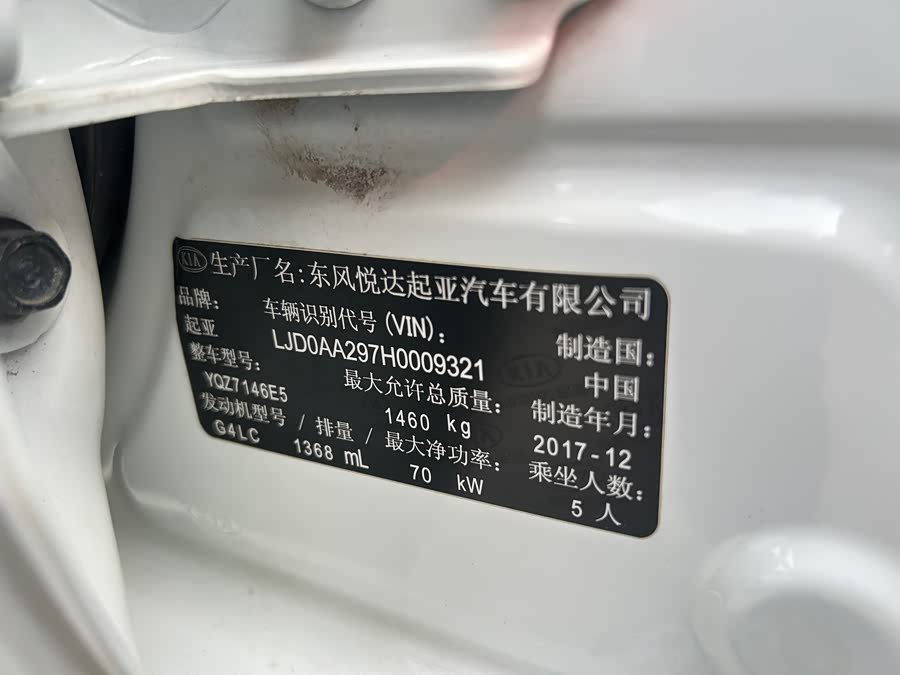 KIA 生产厂名:东风悦达起亚汽车有限公司
品牌:
起亚
车辆识别代号(VIN):
LJD0AA297H0009321
制造国:
中国
整车型号:
YQZ7146E5
最大允许总质量:
1460 kg
制造年月:
2017-12
发动机型号 / 排量 / 最大净功率:
G4LC 1368 mL 70 kW
乘坐人数:
5 人